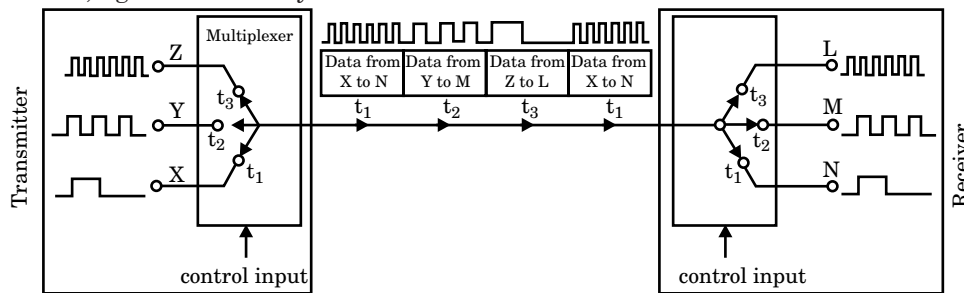 Transmitter
Multiplexer
Z
Y
X
t3
t2
t1
control input
Data from X to N
Data from Y to M
Data from Z to L
Data from X to N
t1
t2
t3
t1
t3
t2
t1
L
M
N
control input
Receiver